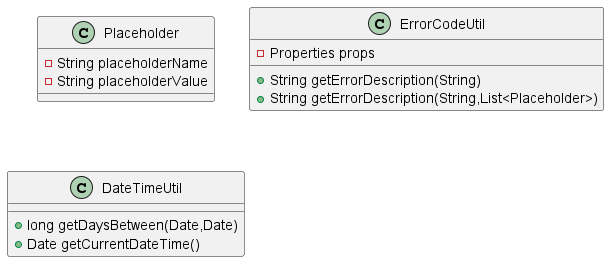 C Placeholder
String placeholderName
String placeholderValue
C ErrorCodeUtil
Properties props
String getErrorDescription(String)
String getErrorDescription(String,List<Placeholder>)
C DateTimeUtil
long getDaysBetween(Date,Date)
Date getCurrentDateTime()